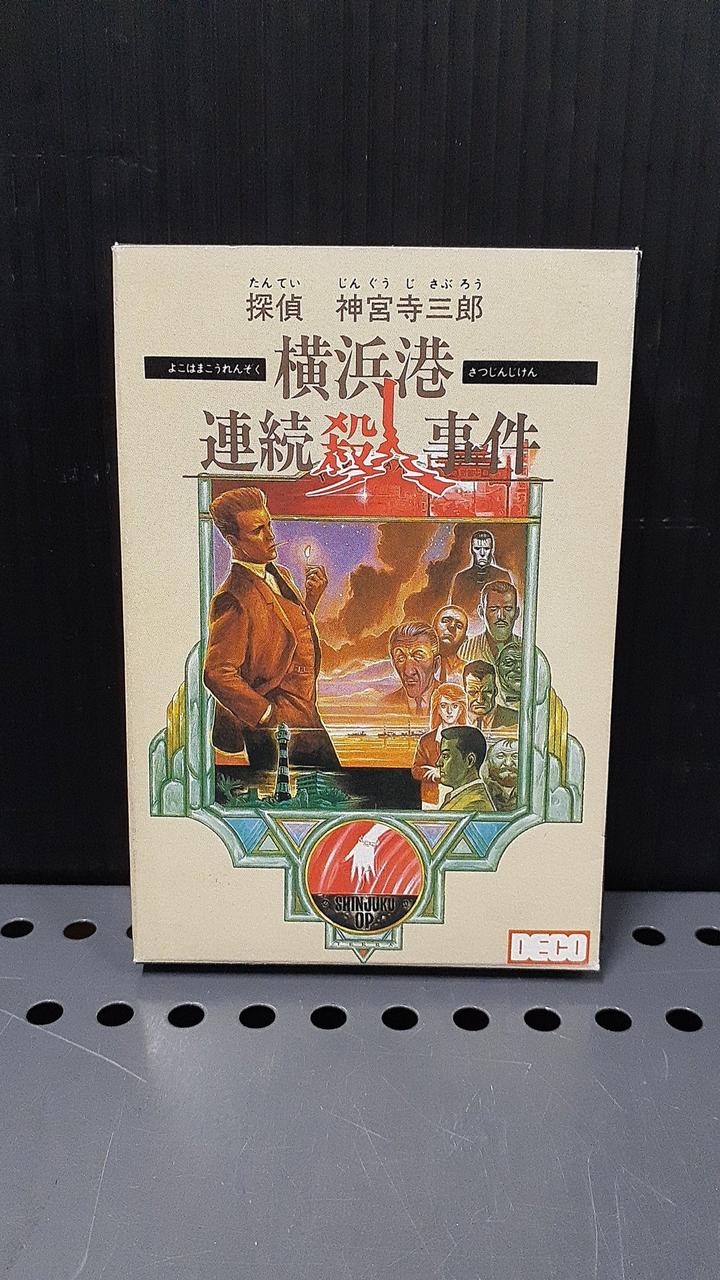 たんてい じんぐうじ さぶろう
探偵 神宮寺三郎
よこはまこうれんぞく 横浜港 さつじんじけん
連続殺人事件
SHINJUKU
OP
DECO